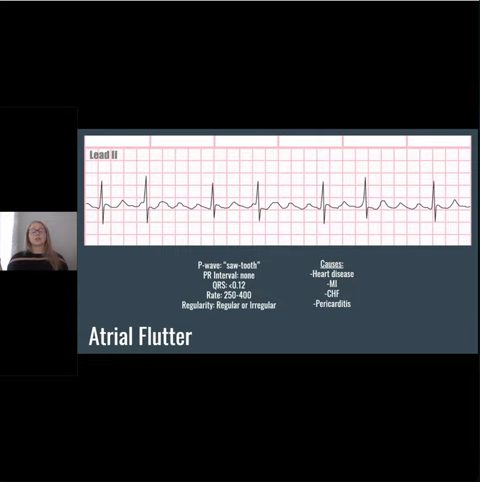 Lead II
P-wave: "saw-tooth"
PR Interval: none
QRS: <0.12
Rate: 250-400
Regularity: Regular or Irregular
Causes:
-Heart disease
-MI
-CHF
-Pericarditis
Atrial Flutter